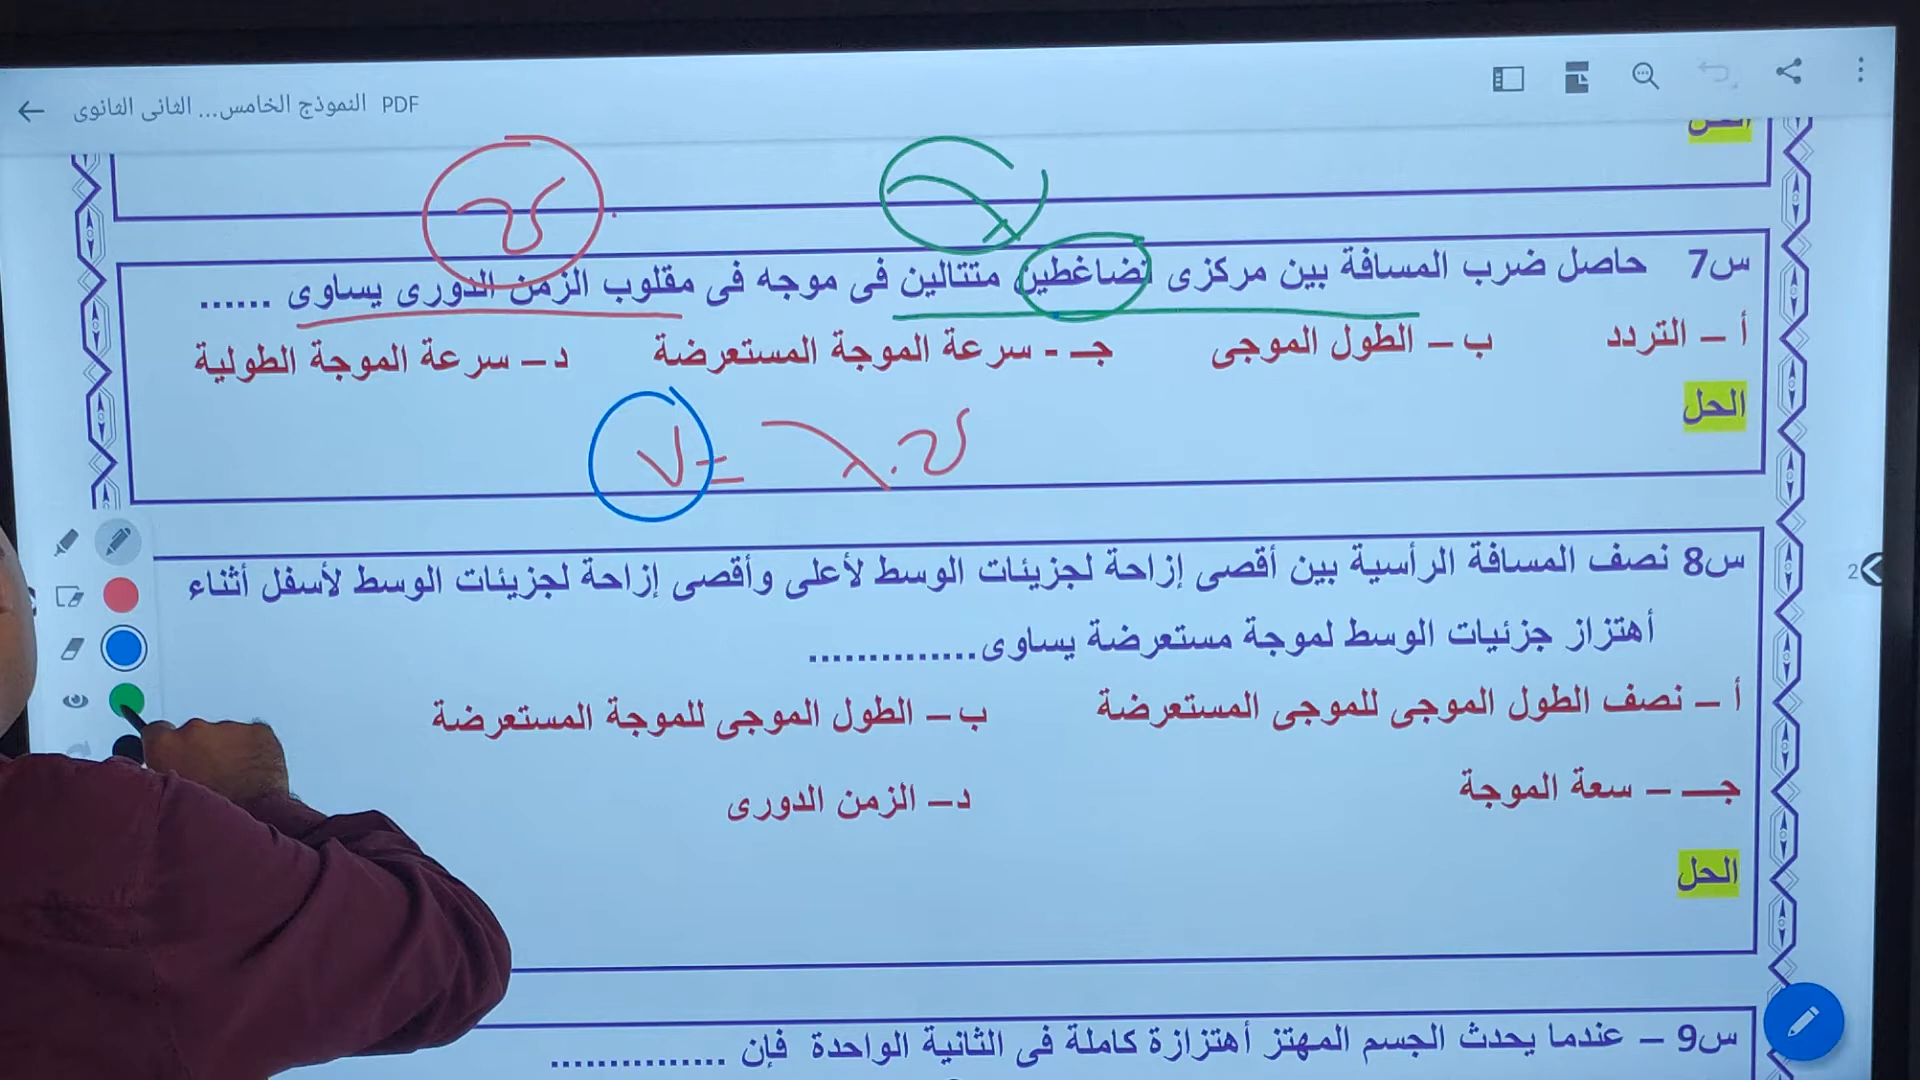 النموذج الخامس... الثانى الثانوى PDF
الحل
υ
λ
س7 حاصل ضرب المسافة بين مركزى تضاغطين متتالين فى موجه فى مقلوب الزمن الدورى يساوى ......
أ – التردد ب – الطول الموجى جـ - سرعة الموجة المستعرضة د – سرعة الموجة الطولية
الحل
V = λ.υ
س8 نصف المسافة الرأسية بين أقصى إزاحة لجزيئات الوسط لأعلى وأقصى إزاحة لجزيئات الوسط لأسفل أثناء
أهتزاز جزئيات الوسط لموجة مستعرضة يساوى..............
أ – نصف الطول الموجى للموجى المستعرضة ب – الطول الموجى للموجة المستعرضة
جـ – سعة الموجة د – الزمن الدورى
الحل
2
س9 – عندما يحدث الجسم المهتز أهتزازة كاملة فى الثانية الواحدة فإن ...............